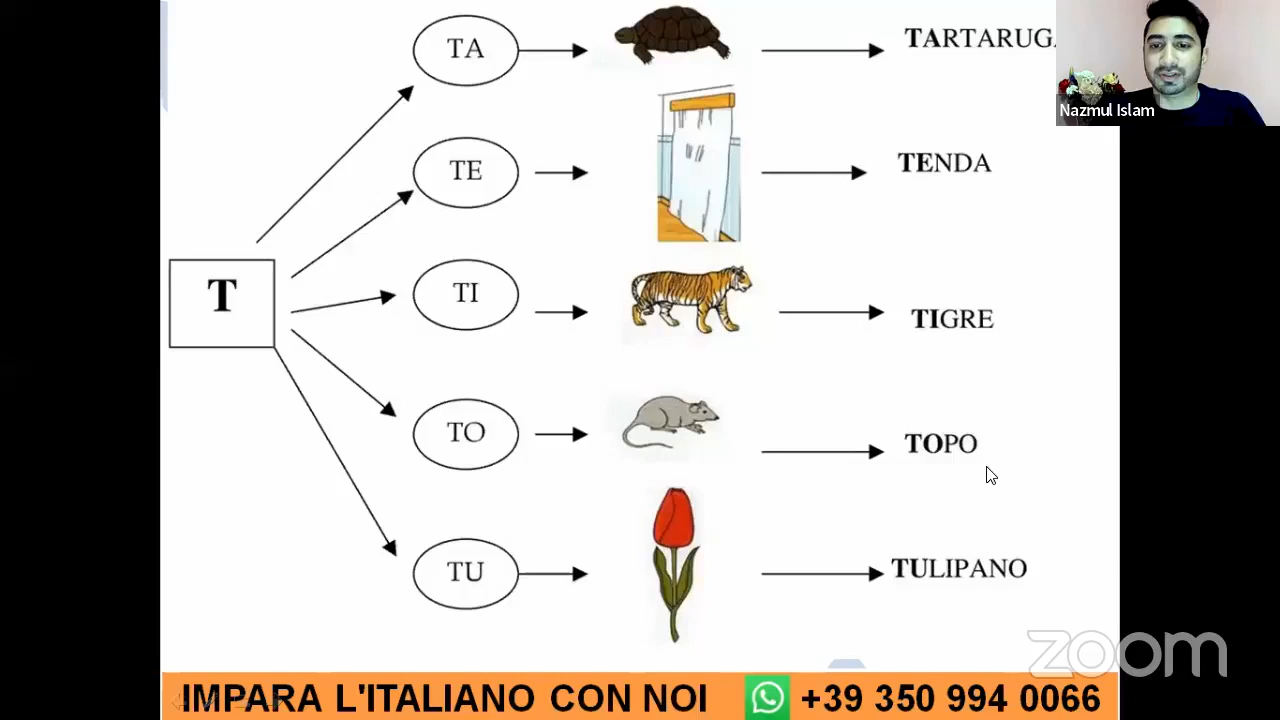 TA
TARTARUGA
Nazmul Islam
TE
TENDA
T
TI
TIGRE
TO
TOPO
TU
TULIPANO
zoom
IMPARA L'ITALIANO CON NOI
+39 350 994 0066